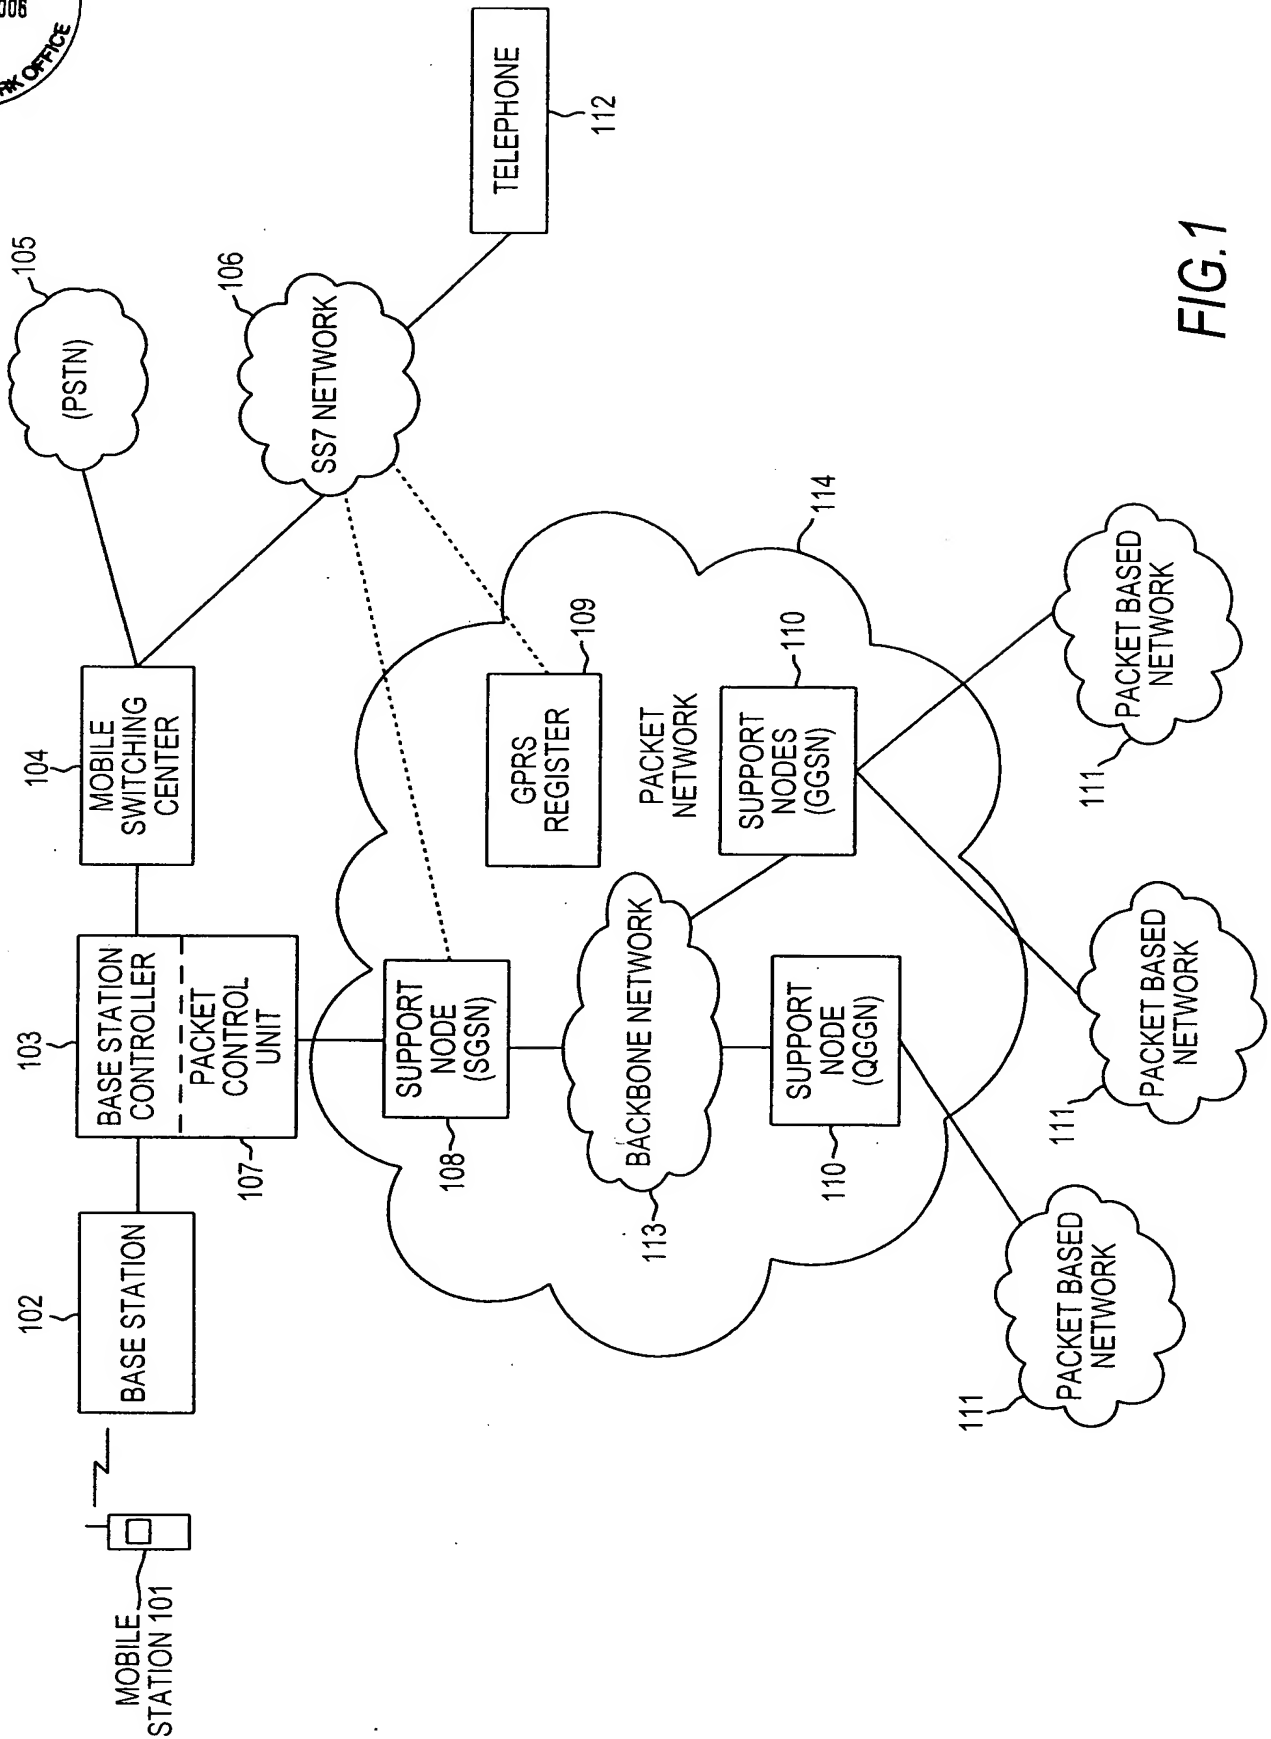 006
OFFICE
MOBILE
STATION 101
102
BASE STATION
103
BASE STATION
CONTROLLER
PACKET
CONTROL
UNIT
107
104
MOBILE
SWITCHING
CENTER
105
(PSTN)
106
SS7 NETWORK
TELEPHONE
112
108
SUPPORT
NODE
(SGSN)
GPRS
REGISTER
109
114
PACKET
NETWORK
113
BACKBONE NETWORK
110
SUPPORT
NODE
(QGGN)
SUPPORT
NODES
(GGSN)
110
111
PACKET BASED
NETWORK
111
PACKET BASED
NETWORK
111
PACKET BASED
NETWORK
FIG.1